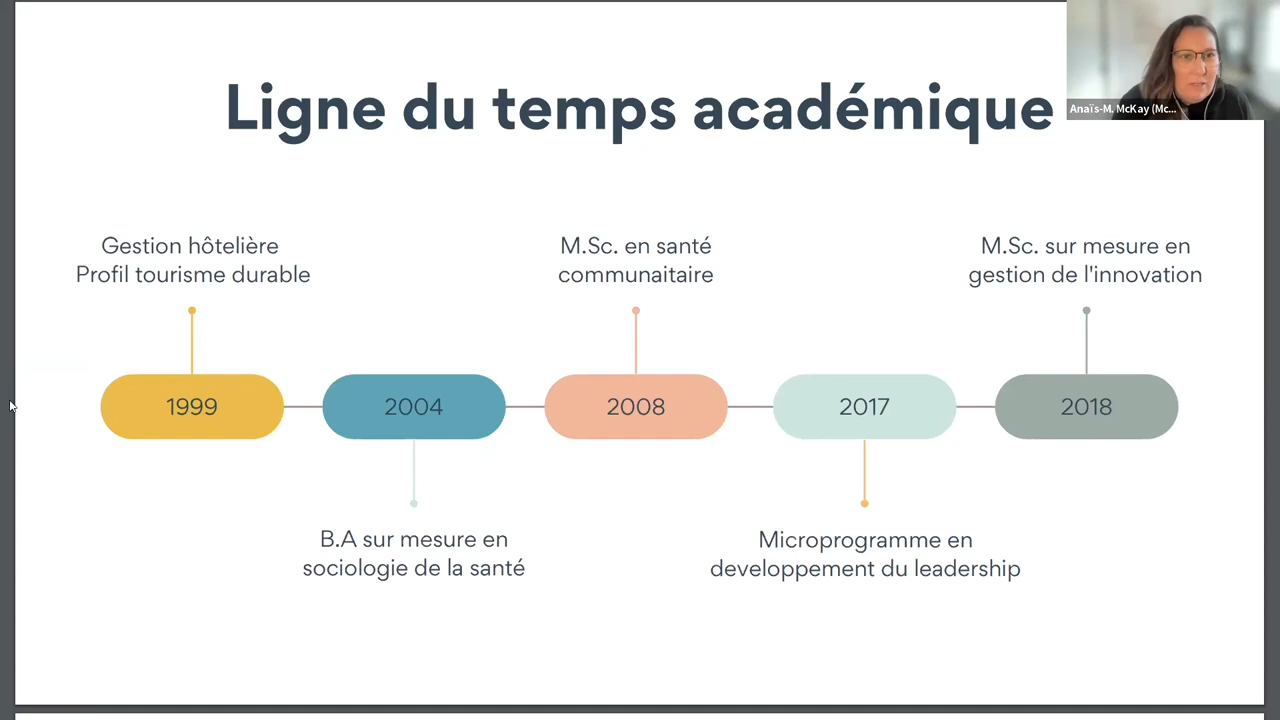 Ligne du temps académique
Anaïs-M. McKay (Mc...
Gestion hôtelière
Profil tourisme durable
M.Sc. en santé
communaitaire
M.Sc. sur mesure en
gestion de l'innovation
1999
2004
2008
2017
2018
B.A sur mesure en
sociologie de la santé
Microprogramme en
developpement du leadership